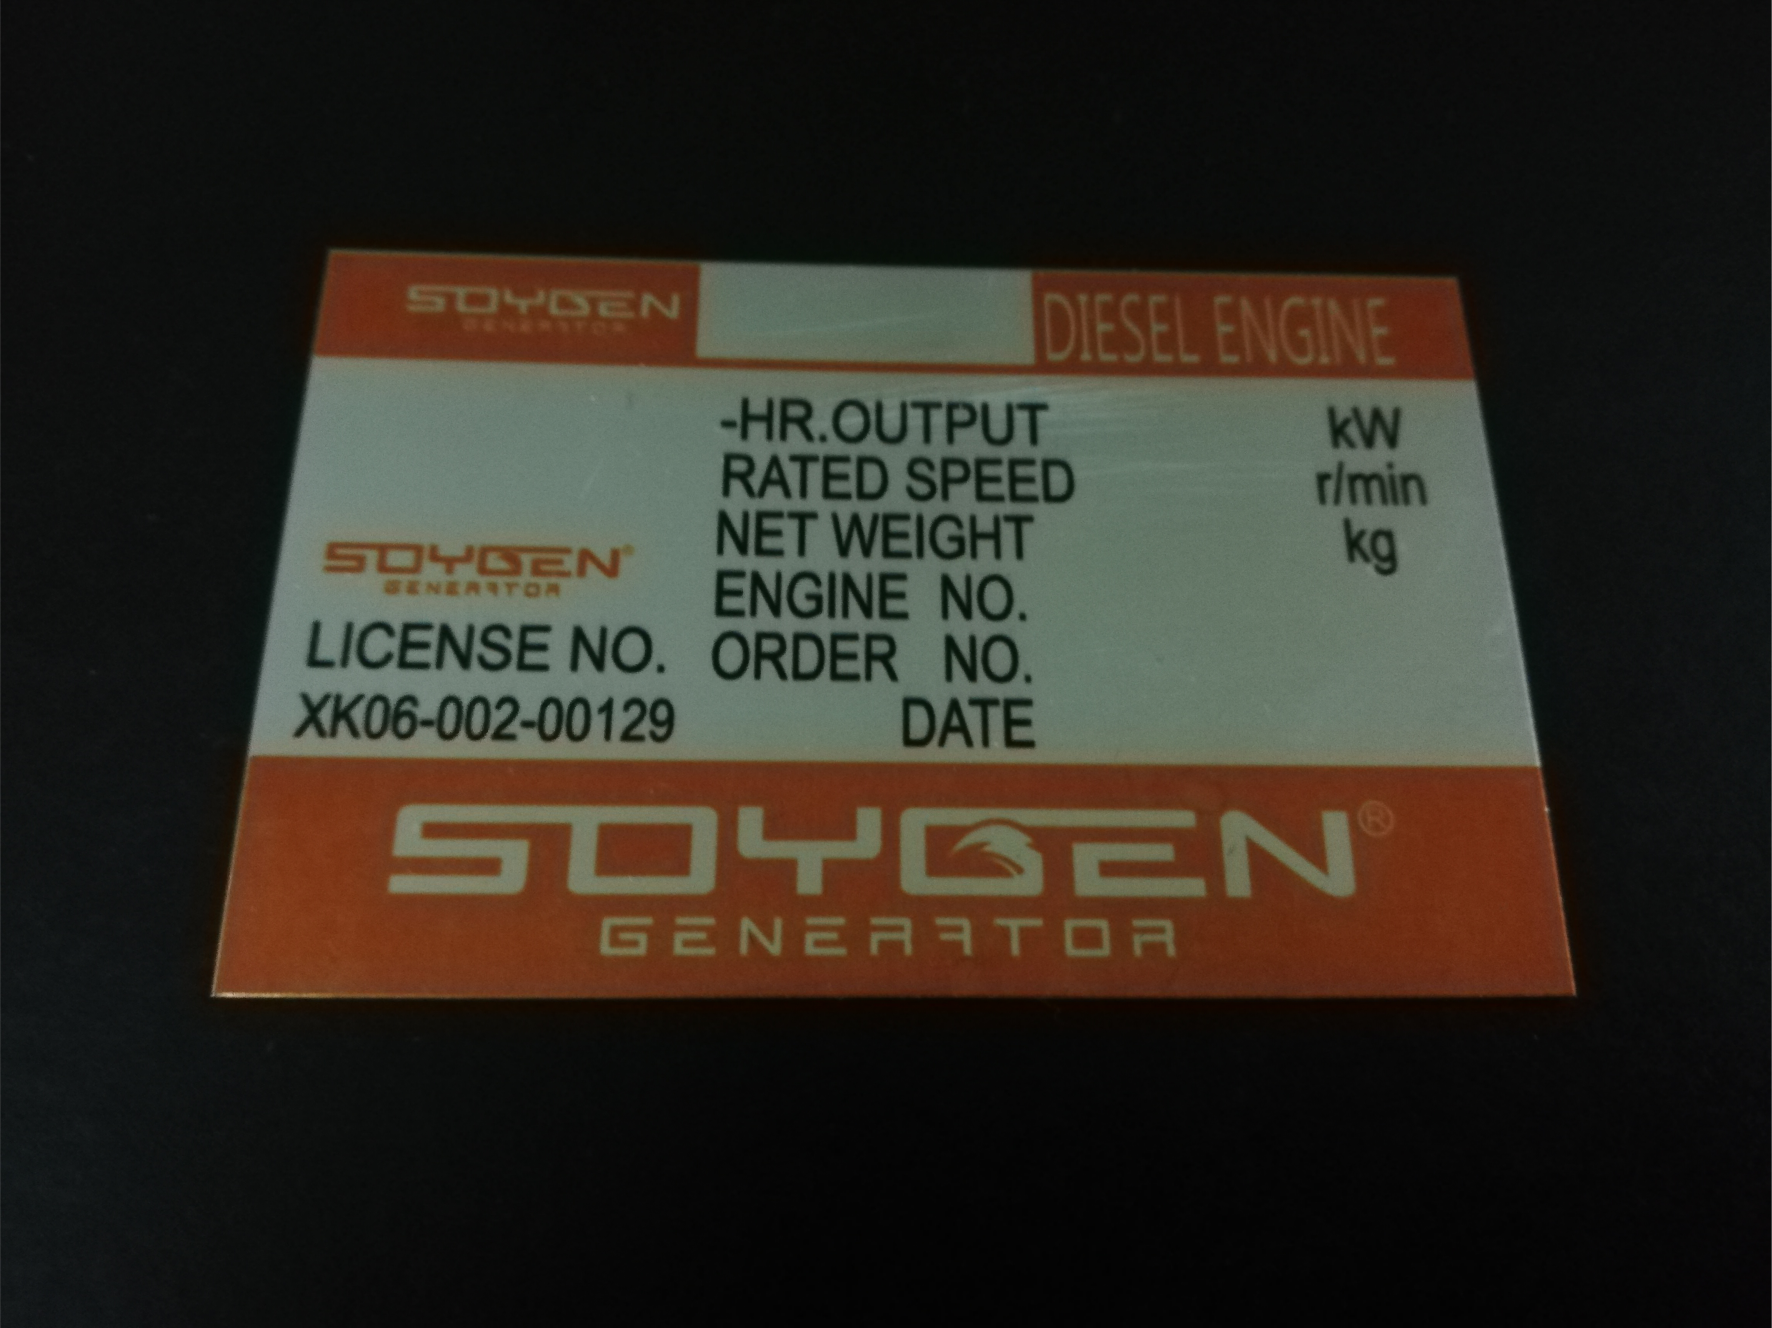 SOYGEN DIESEL ENGINE
GENERATOR
-HR.OUTPUT kW
RATED SPEED r/min
NET WEIGHT kg
SOYGEN®
GENERATOR
ENGINE NO.
LICENSE NO. ORDER NO.
XK06-002-00129 DATE
SOYGEN®
GENERATOR